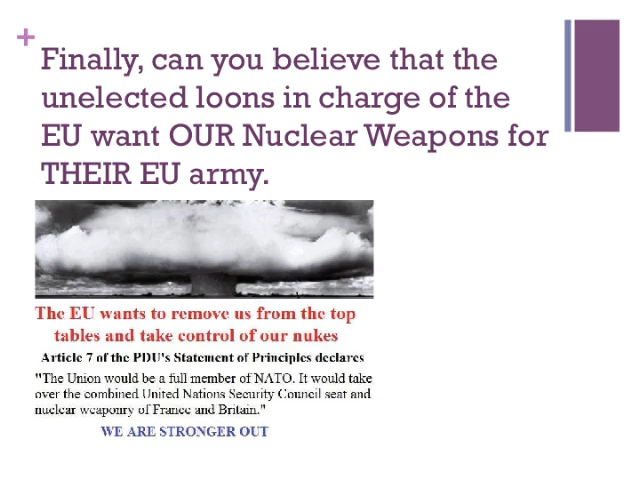 +
Finally, can you believe that the
unelected loons in charge of the
EU want OUR Nuclear Weapons for
THEIR EU army.
The EU wants to remove us from the top
tables and take control of our nukes
Article 7 of the PDU's Statement of Principles declares
"The Union would be a full member of NATO. It would take
over the combined United Nations Security Council seat and
nuclear weaponry of France and Britain."
WE ARE STRONGER OUT